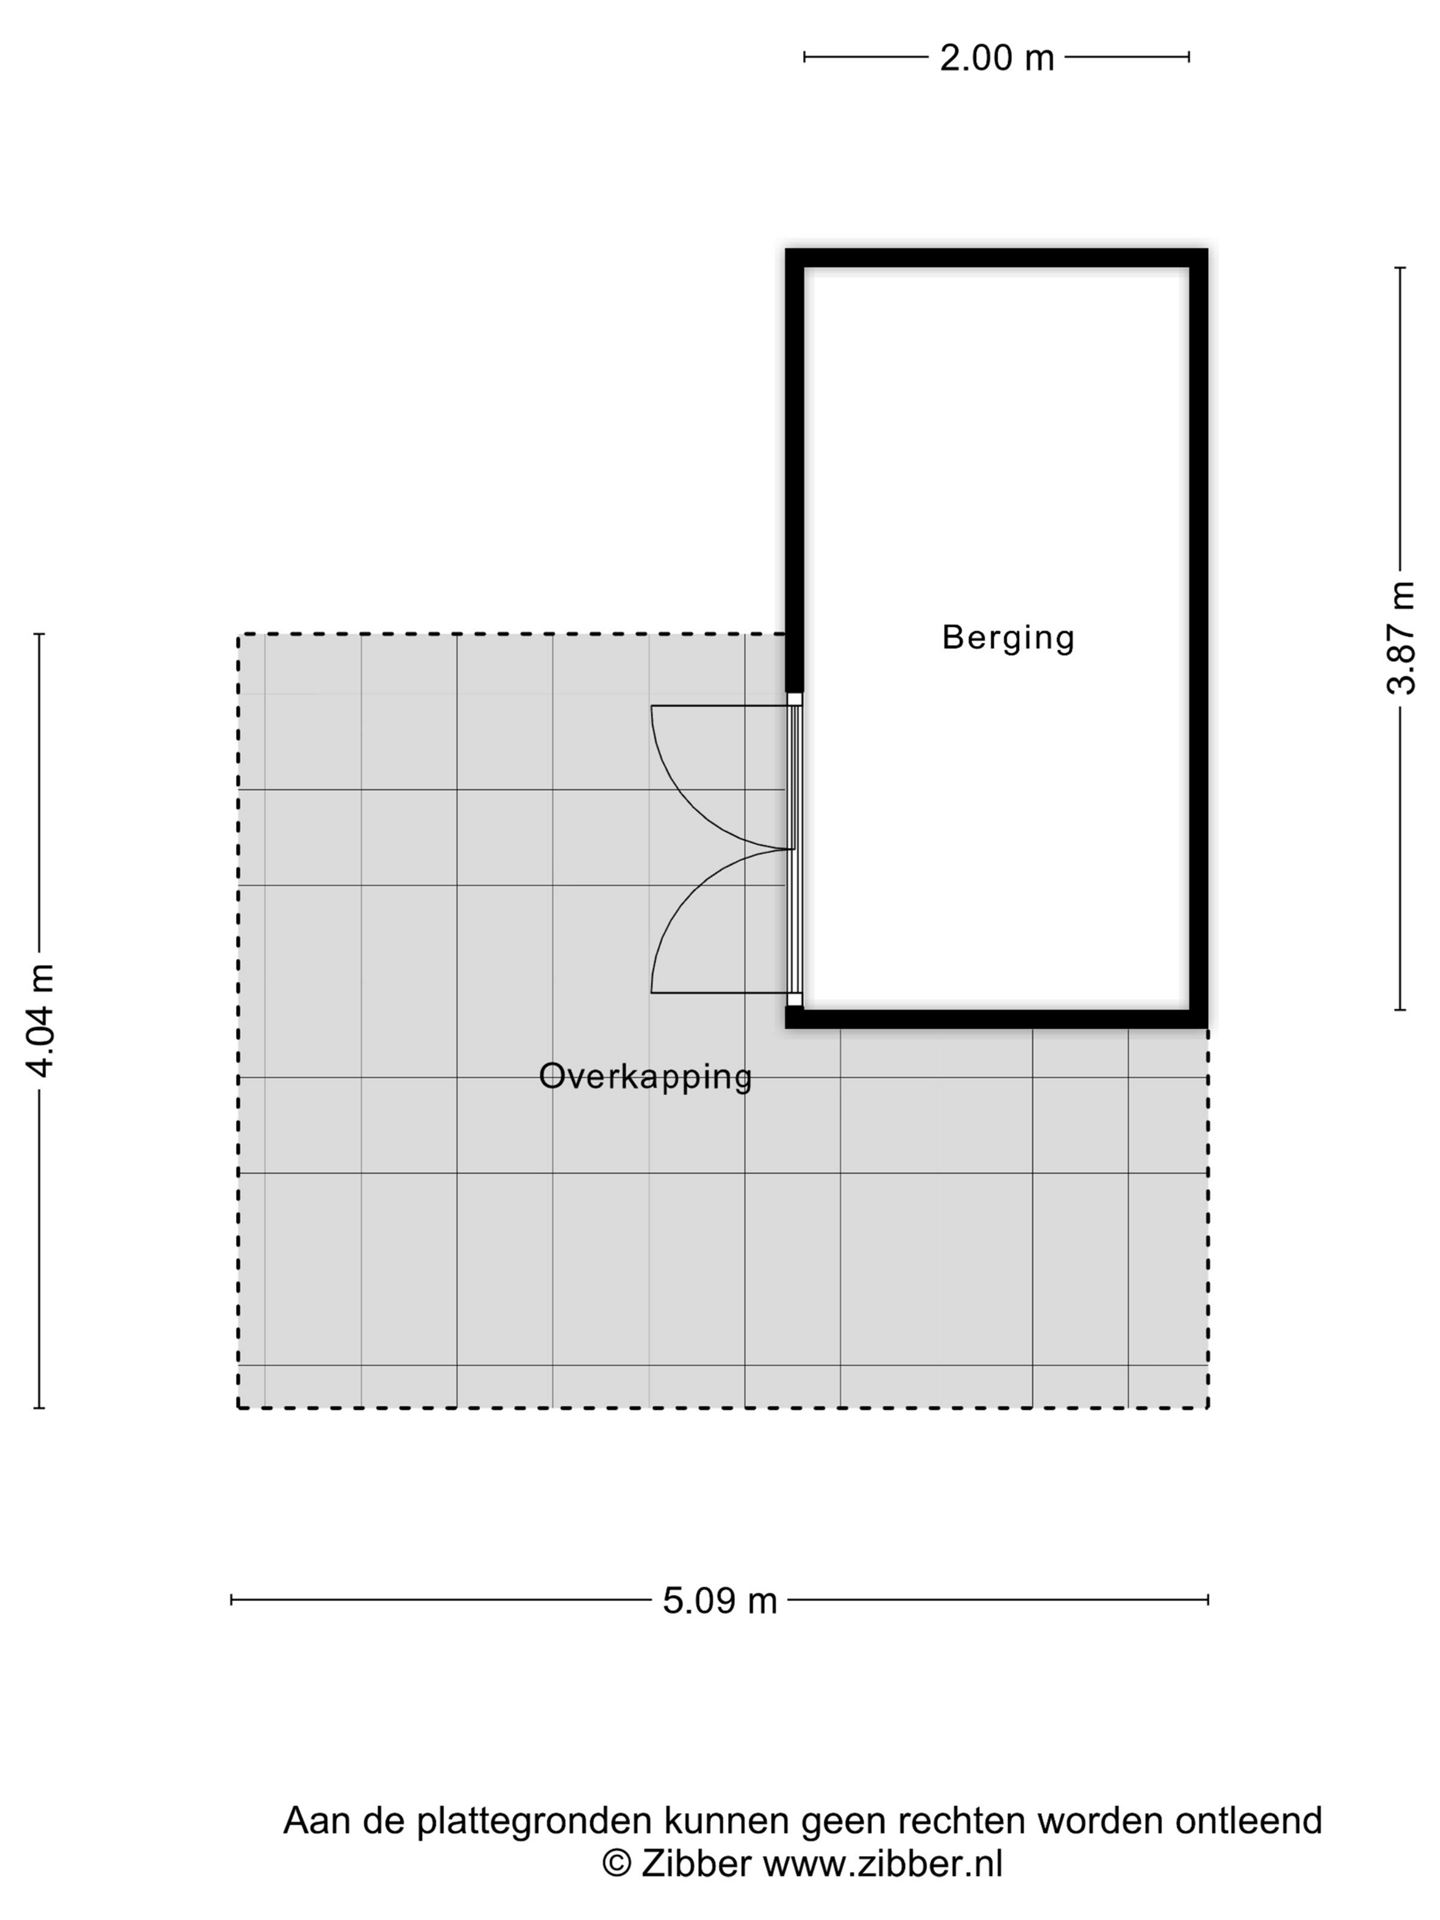 2.00 m
Berging
3.87 m
4.04 m
Overkapping
5.09 m
Aan de plattegronden kunnen geen rechten worden ontleend
© Zibber www.zibber.nl